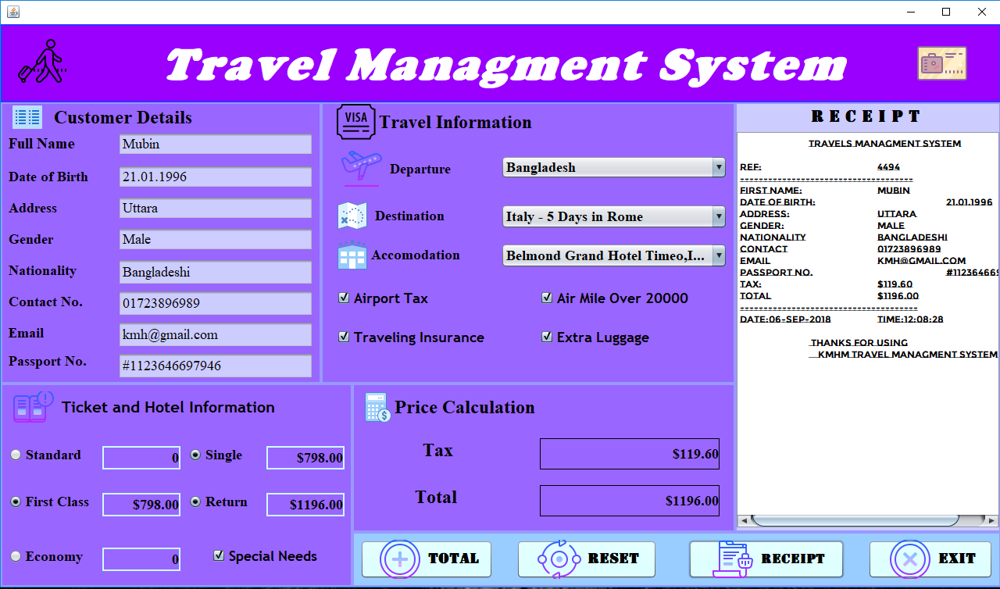 Travel Managment System
Customer Details
Full Name Mubin
Date of Birth 21.01.1996
Address Uttara
Gender Male
Nationality Bangladeshi
Contact No. 01723896989
Email kmh@gmail.com
Passport No. #1123646697946
VISA Travel Information
Departure Bangladesh
Destination Italy - 5 Days in Rome
Accomodation Belmond Grand Hotel Timeo,I...
Airport Tax Air Mile Over 20000
Traveling Insurance Extra Luggage
RECEIPT
TRAVELS MANAGMENT SYSTEM
REF: 4494
-------------------------------------
FIRST NAME: MUBIN
DATE OF BIRTH: 21.01.1996
ADDRESS: UTTARA
GENDER: MALE
NATIONALITY BANGLADESHI
CONTACT 01723896989
EMAIL KMH@GMAIL.COM
PASSPORT NO. #112364669
TAX: $119.60
TOTAL $1196.00
--------------------------------------
DATE:06-SEP-2018 TIME:12:08:28
THANKS FOR USING
KMHM TRAVEL MANAGMENT SYSTEM
Ticket and Hotel Information
Standard 0 Single $798.00
First Class $798.00 Return $1196.00
Economy 0 Special Needs
Price Calculation
Tax $119.60
Total $1196.00
TOTAL RESET RECEIPT EXIT